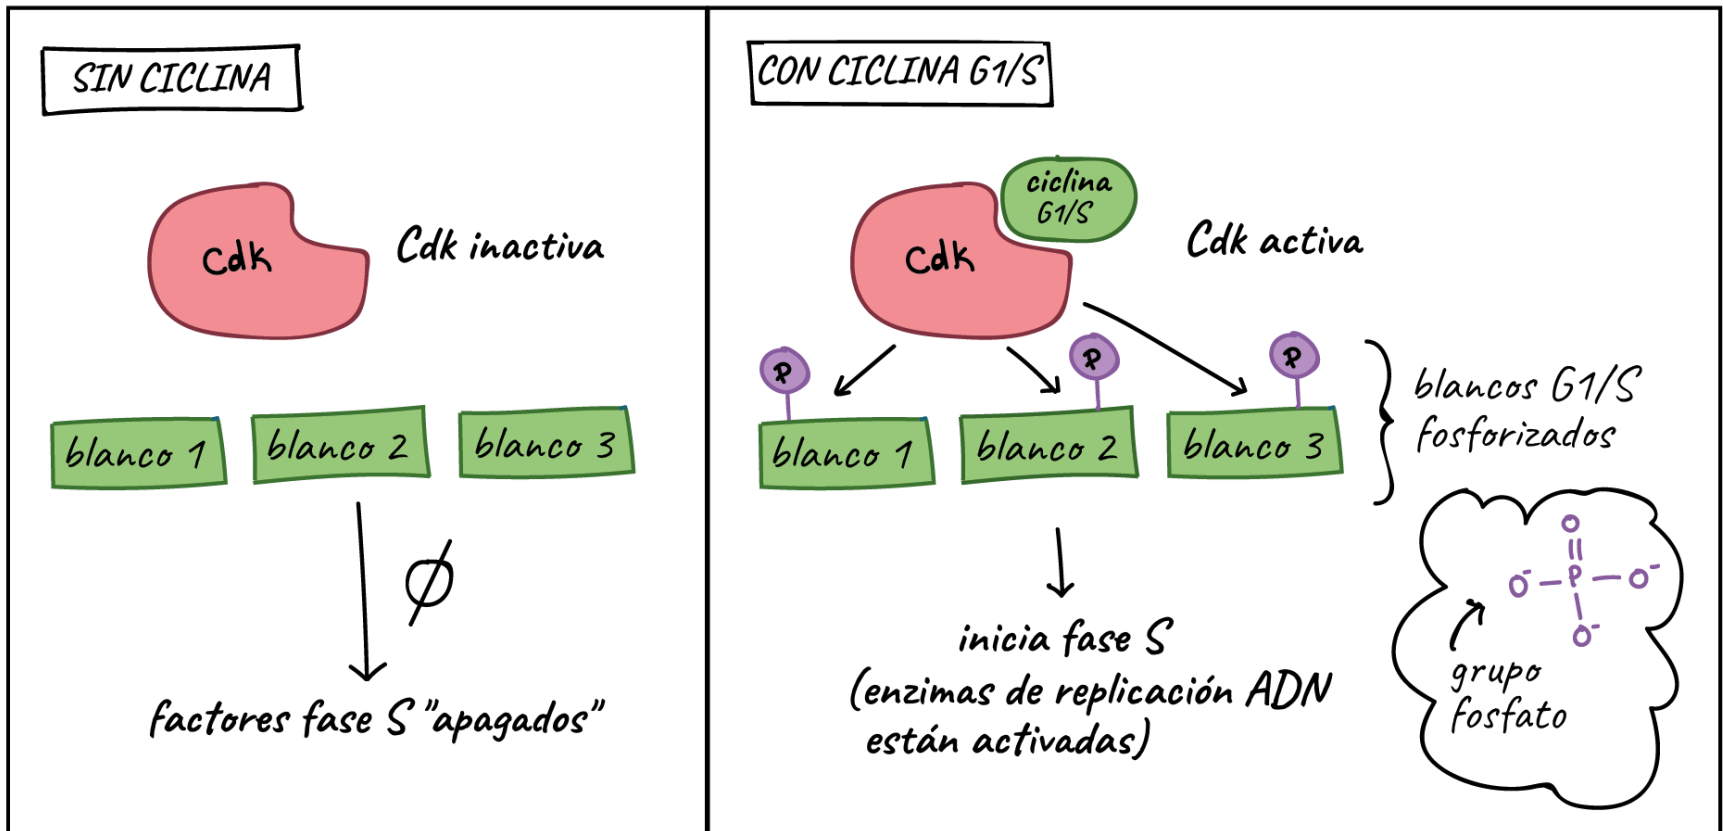 SIN CICLINA
Cdk
Cdk inactiva
blanco 1
blanco 2
blanco 3
Ø
factores fase S "apagados"
CON CICLINA G1/S
ciclina
G1/S
Cdk
Cdk activa
P
P
P
blanco 1
blanco 2
blanco 3
blancos G1/S
fosforizados
inicia fase S
(enzimas de replicación ADN
están activadas)
O
O⁻ — P — O⁻
O⁻
grupo
fosfato